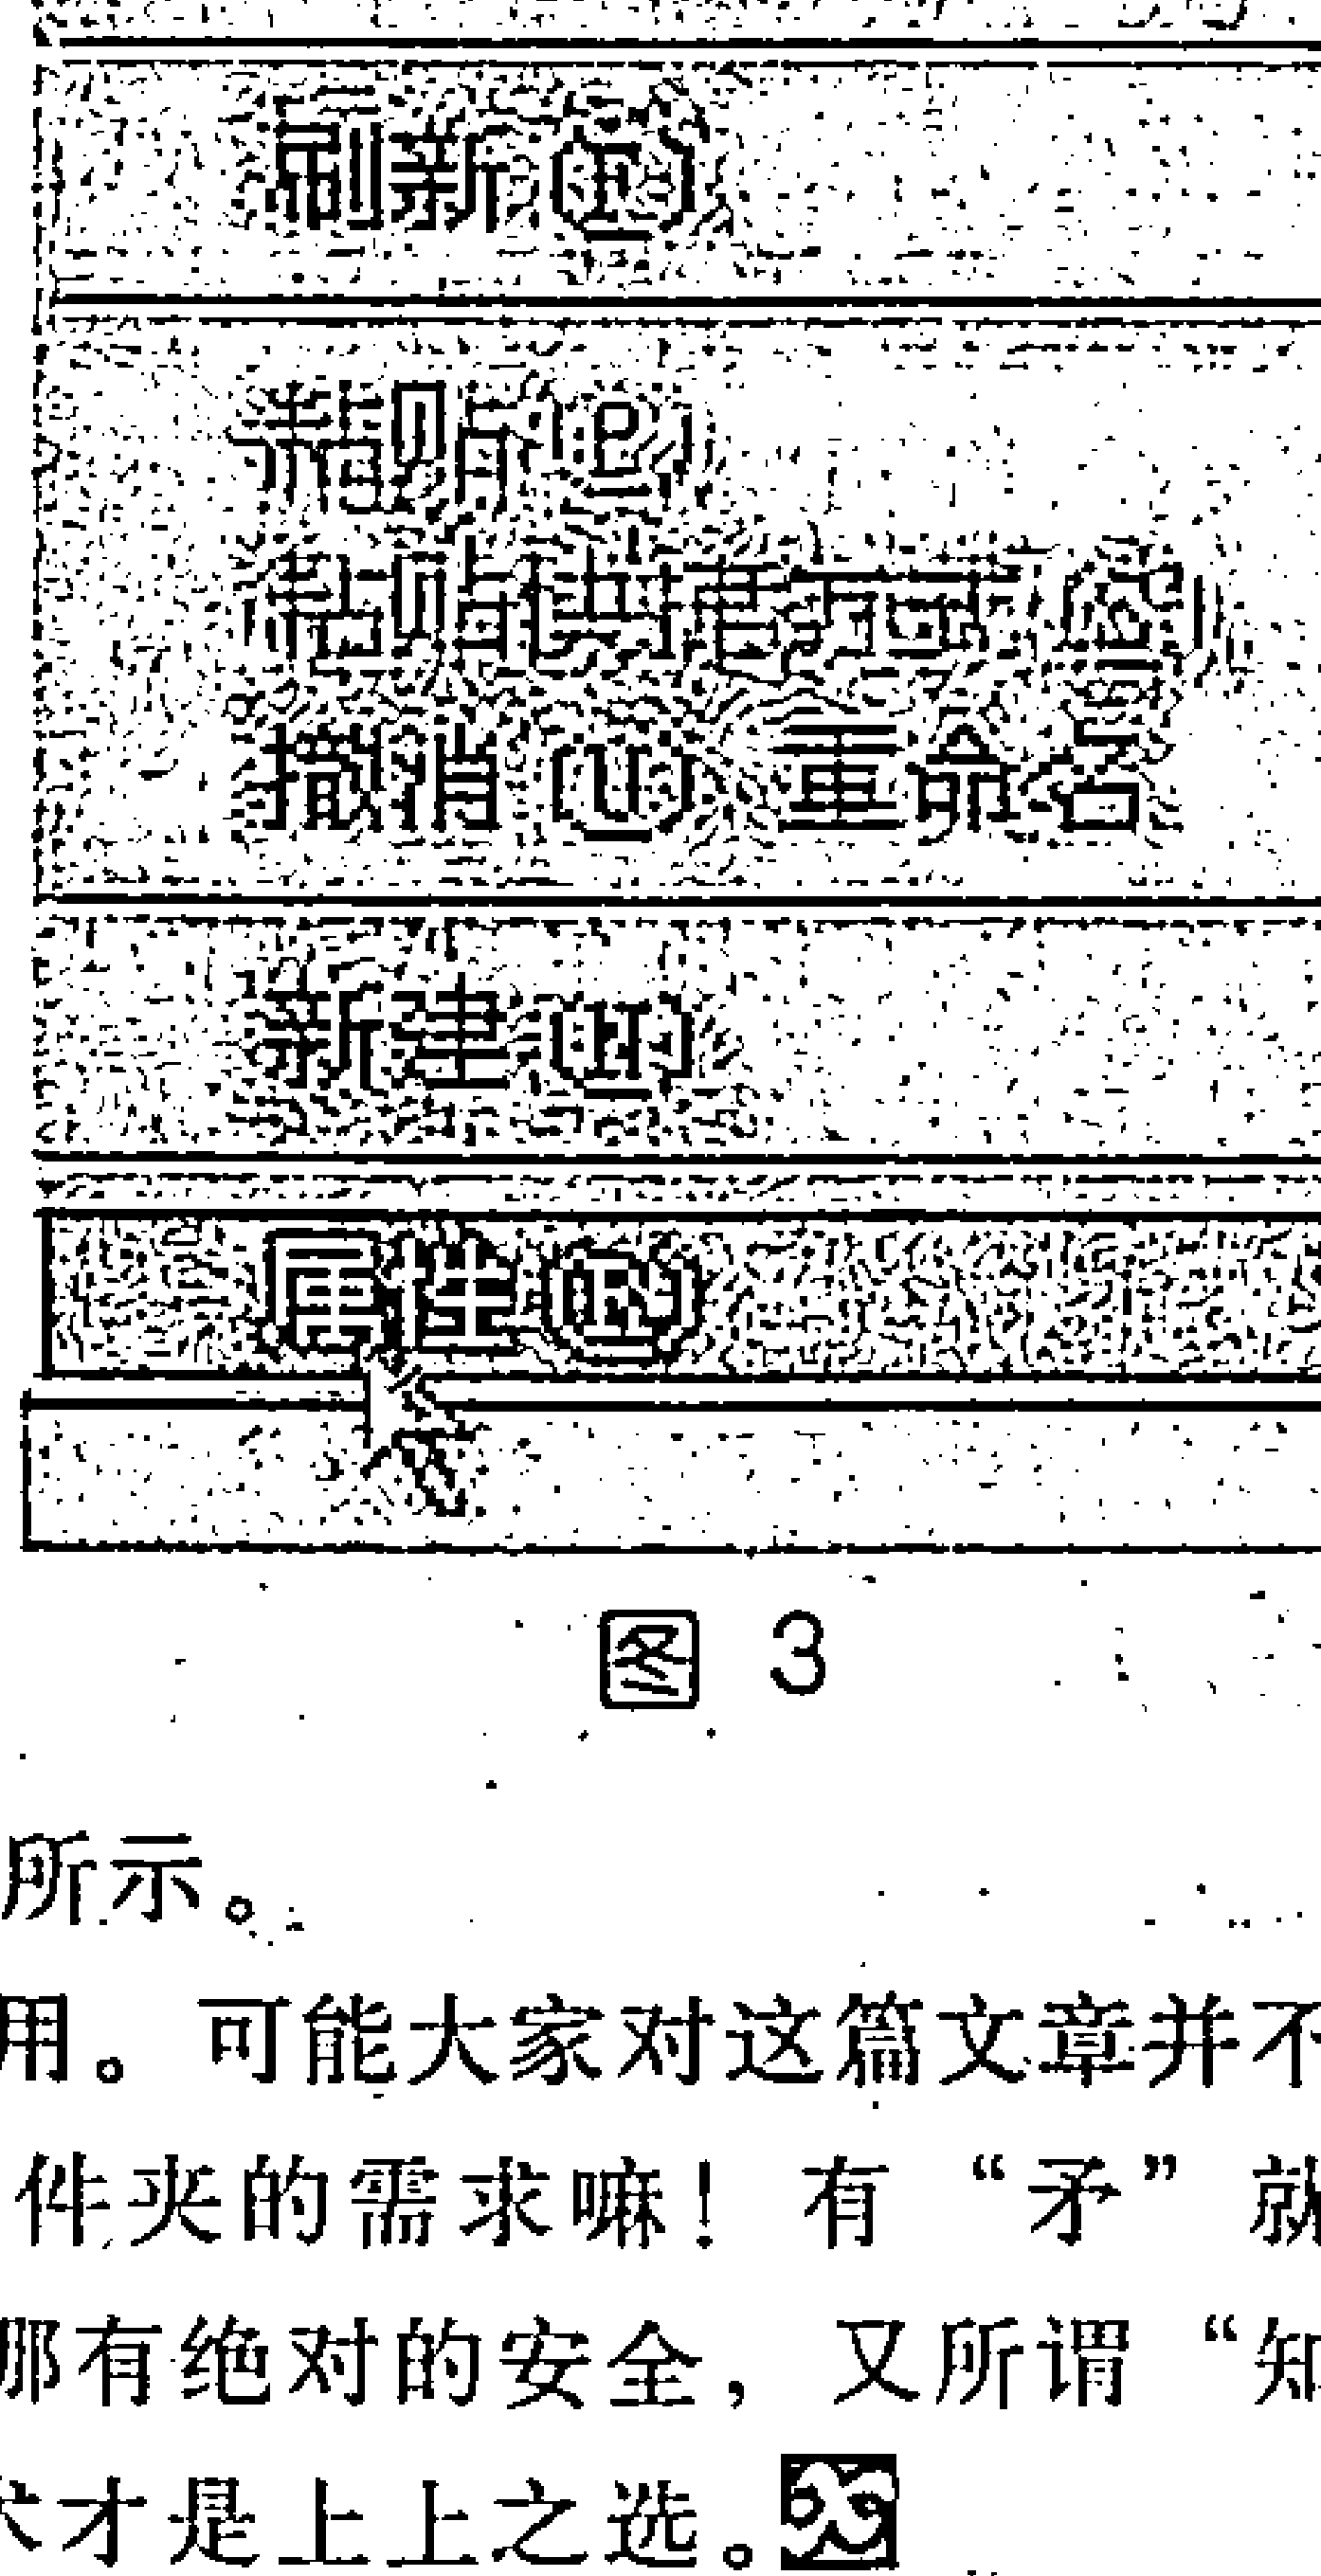 刷新(E)
粘贴(P)
粘贴快捷方式(S)
撤消(U) 重命名
新建(W)
属性(R)
图 3
所示。
用。可能大家对这篇文章并不
件夹的需求嘛！有“矛”就
哪有绝对的安全，又所谓“知
术才是上上之选。